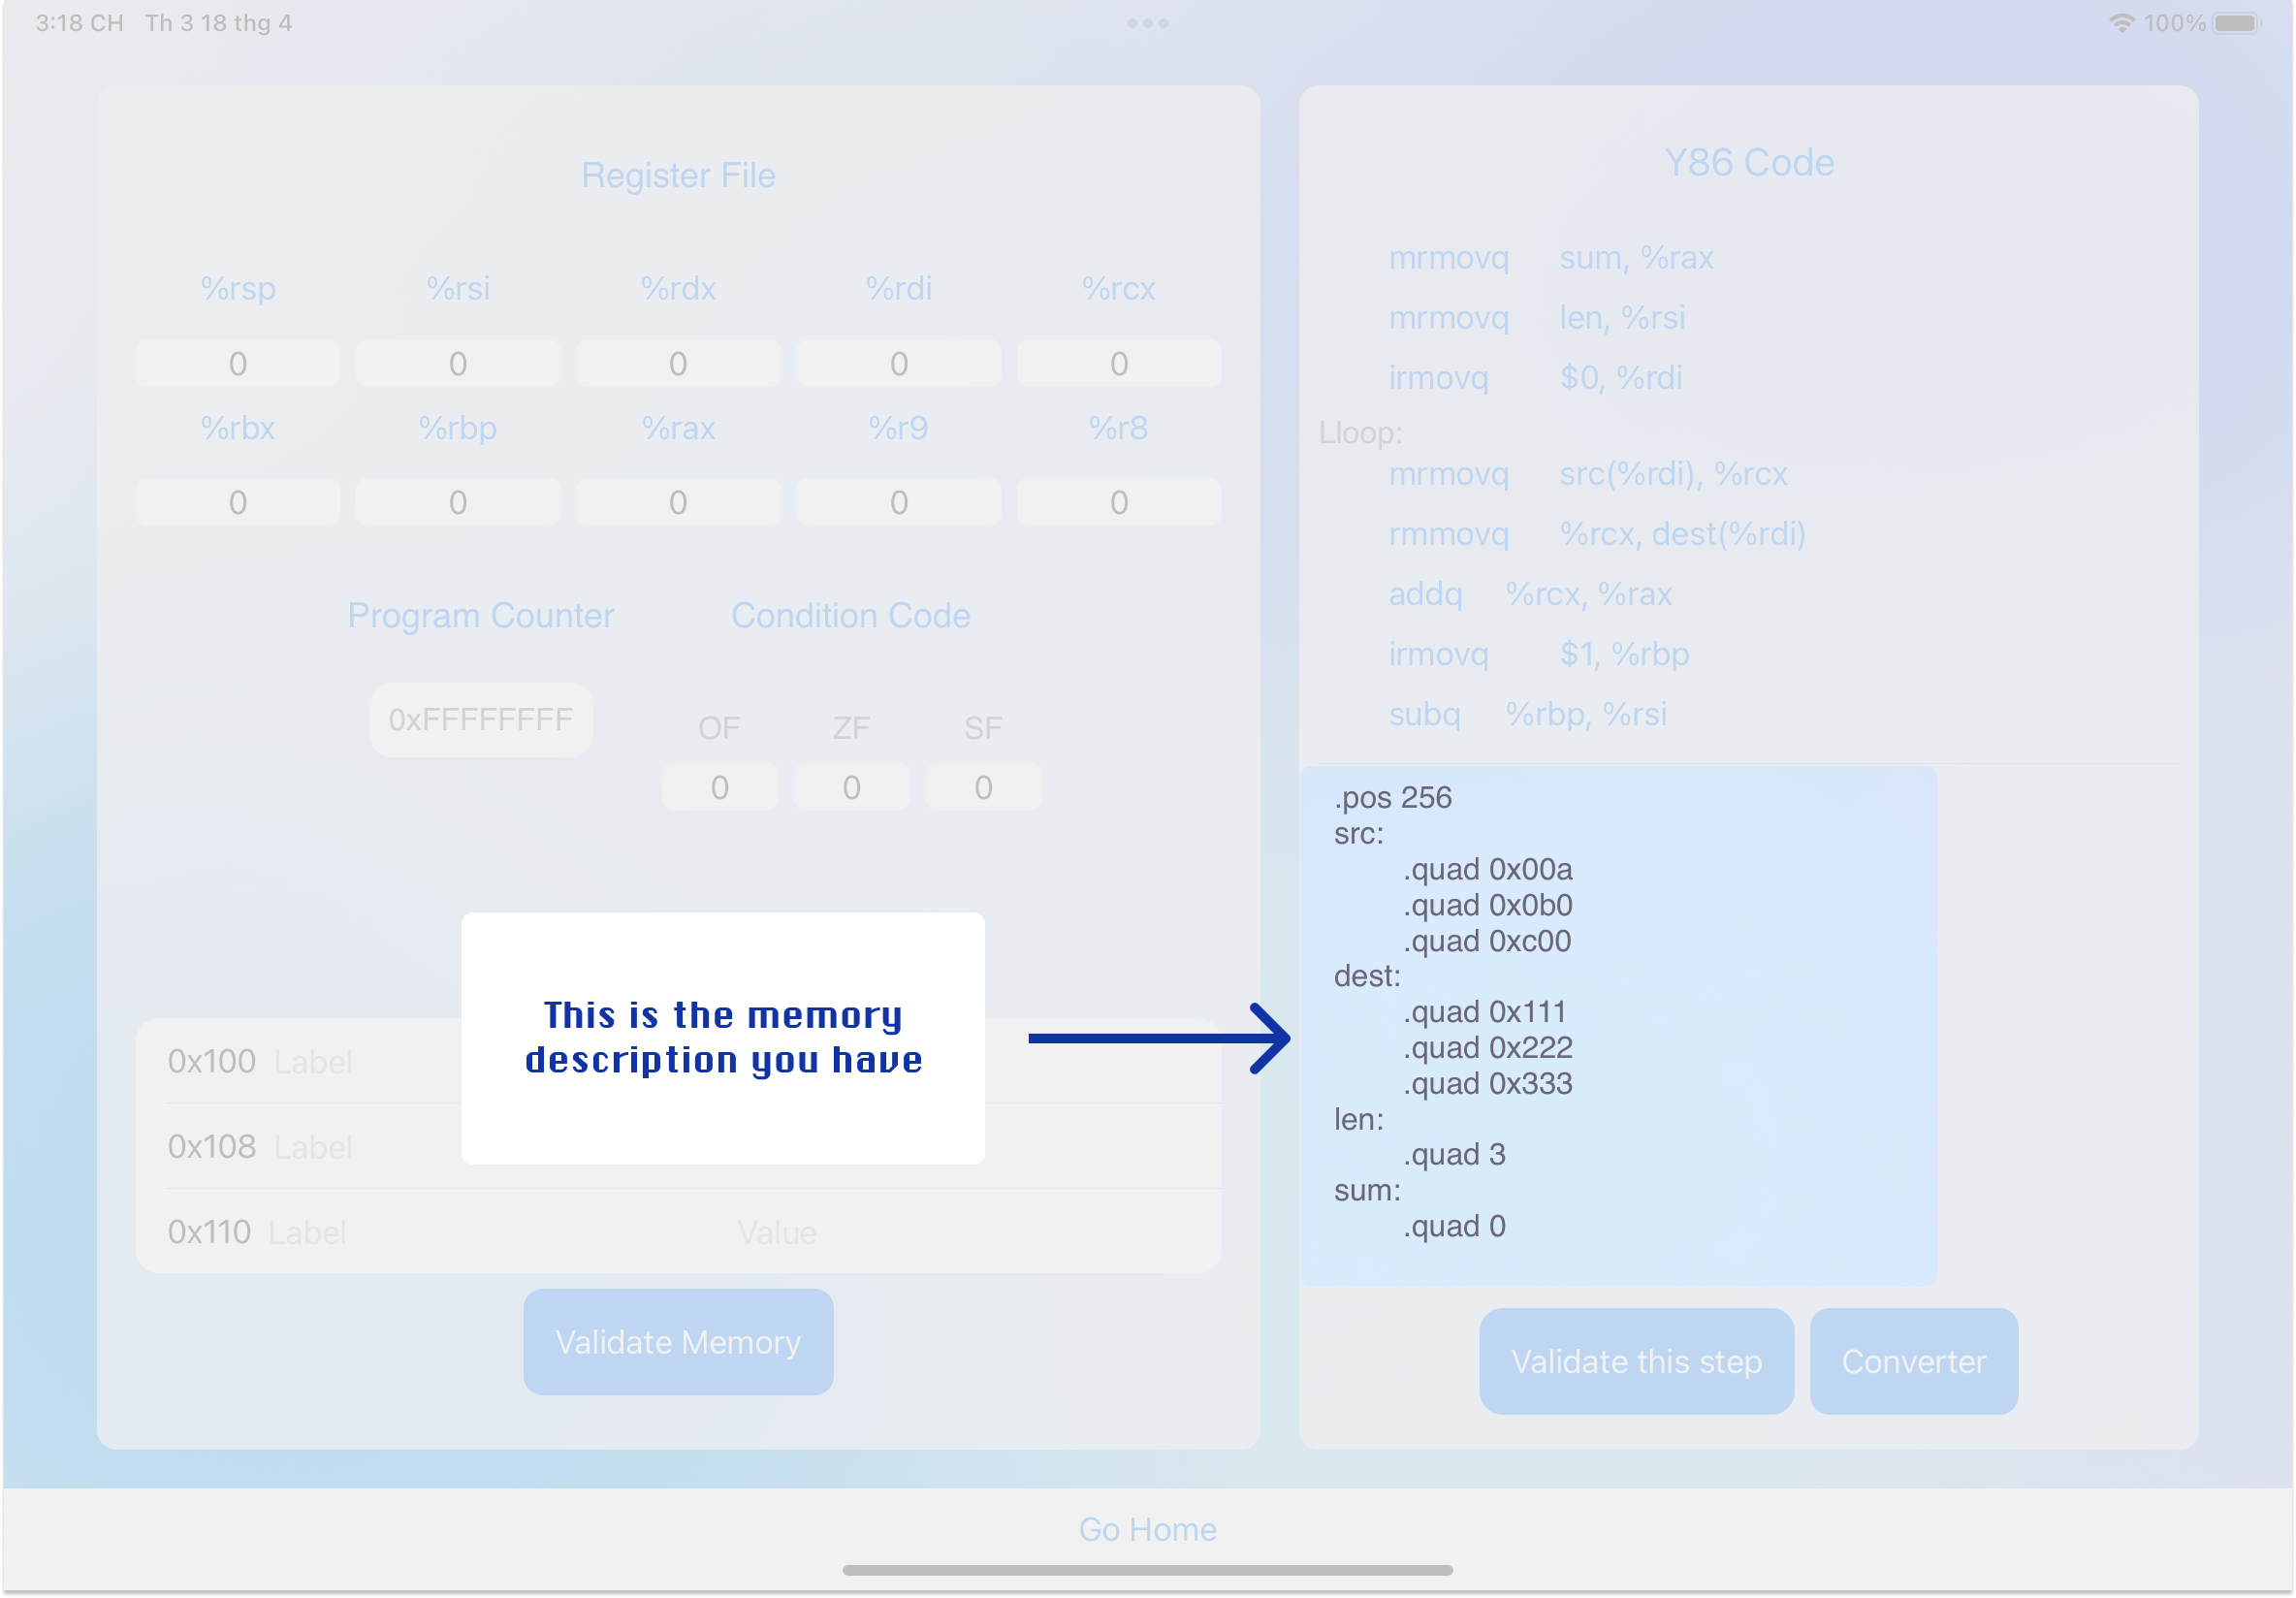 3:18 CH Th 3 18 thg 4
100%
Register File
%rsp %rsi %rdx %rdi %rcx
0 0 0 0 0
%rbx %rbp %rax %r9 %r8
0 0 0 0 0
Program Counter Condition Code
0xFFFFFFFF
OF ZF SF
0 0 0
This is the memory
description you have
0x100 Label
0x108 Label
0x110 Label Value
Validate Memory
Y86 Code
mrmovq sum, %rax
mrmovq len, %rsi
irmovq $0, %rdi
Lloop:
mrmovq src(%rdi), %rcx
rmmovq %rcx, dest(%rdi)
addq %rcx, %rax
irmovq $1, %rbp
subq %rbp, %rsi
.pos 256
src:
.quad 0x00a
.quad 0x0b0
.quad 0xc00
dest:
.quad 0x111
.quad 0x222
.quad 0x333
len:
.quad 3
sum:
.quad 0
Validate this step Converter
Go Home